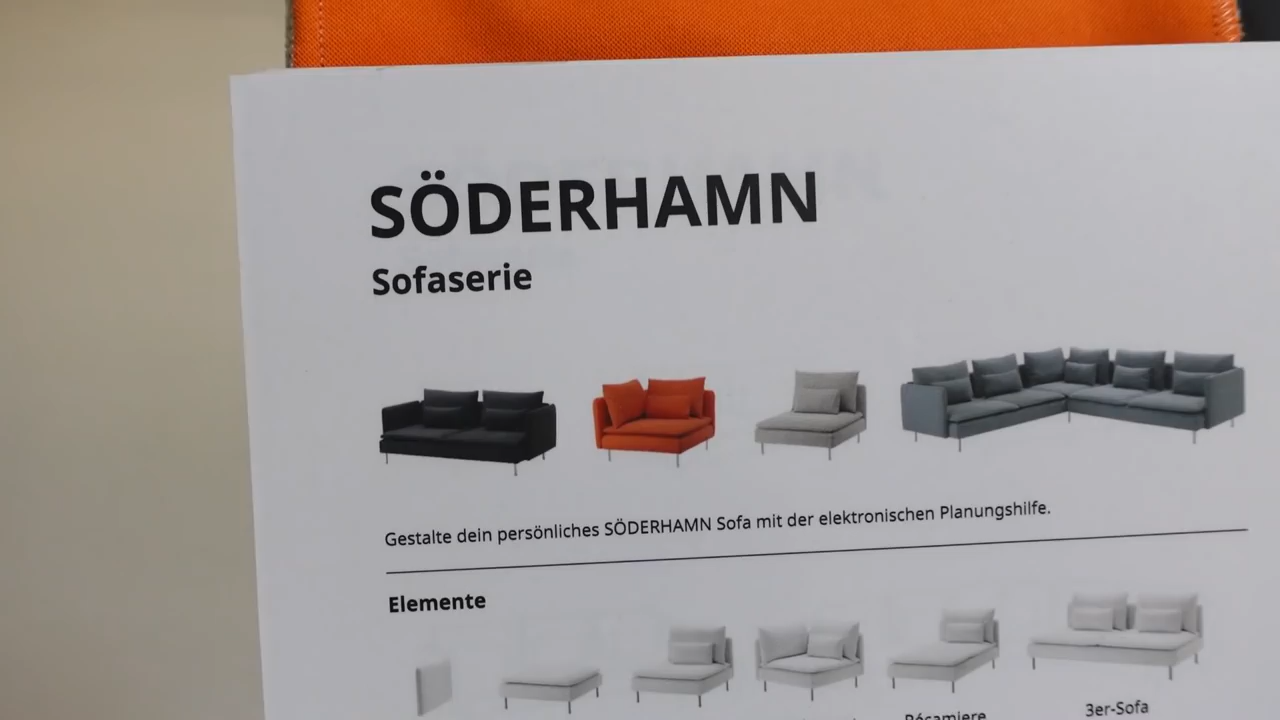 SÖDERHAMN
Sofaserie
Gestalte dein persönliches SÖDERHAMN Sofa mit der elektronischen Planungshilfe.
Elemente
Récamiere
3er-Sofa